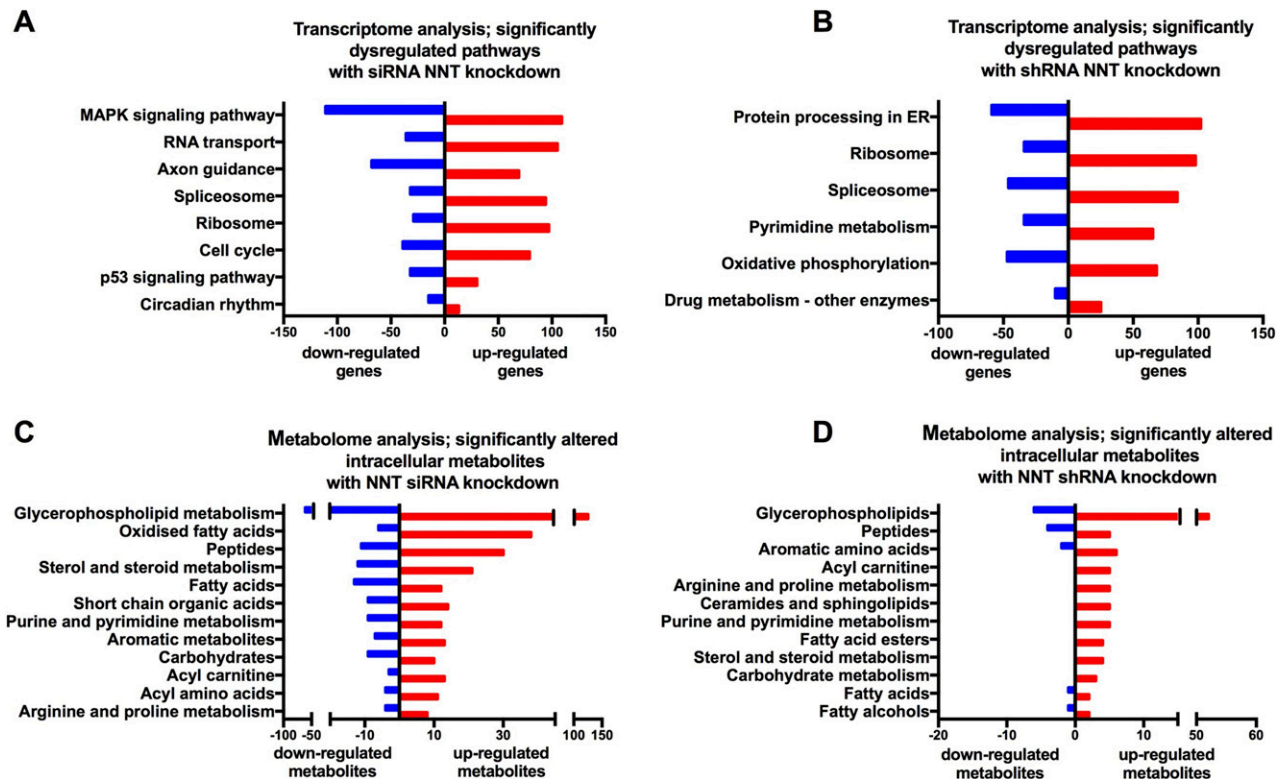 A
Transcriptome analysis; significantly
dysregulated pathways
with siRNA NNT knockdown
MAPK signaling pathway
RNA transport
Axon guidance
Spliceosome
Ribosome
Cell cycle
p53 signaling pathway
Circadian rhythm
-150 -100 -50 0 50 100 150
down-regulated up-regulated
genes genes
B
Transcriptome analysis; significantly
dysregulated pathways
with shRNA NNT knockdown
Protein processing in ER
Ribosome
Spliceosome
Pyrimidine metabolism
Oxidative phosphorylation
Drug metabolism - other enzymes
-100 -50 0 50 100 150
down-regulated up-regulated
genes genes
C
Metabolome analysis; significantly altered
intracellular metabolites
with NNT siRNA knockdown
Glycerophospholipid metabolism
Oxidised fatty acids
Peptides
Sterol and steroid metabolism
Fatty acids
Short chain organic acids
Purine and pyrimidine metabolism
Aromatic metabolites
Carbohydrates
Acyl carnitine
Acyl amino acids
Arginine and proline metabolism
-100 -50 -10 10 30 100 150
down-regulated up-regulated
metabolites metabolites
D
Metabolome analysis; significantly altered
intracellular metabolites
with NNT shRNA knockdown
Glycerophospholipids
Peptides
Aromatic amino acids
Acyl carnitine
Arginine and proline metabolism
Ceramides and sphingolipids
Purine and pyrimidine metabolism
Fatty acid esters
Sterol and steroid metabolism
Carbohydrate metabolism
Fatty acids
Fatty alcohols
-20 -10 0 10 50 60
down-regulated up-regulated
metabolites metabolites